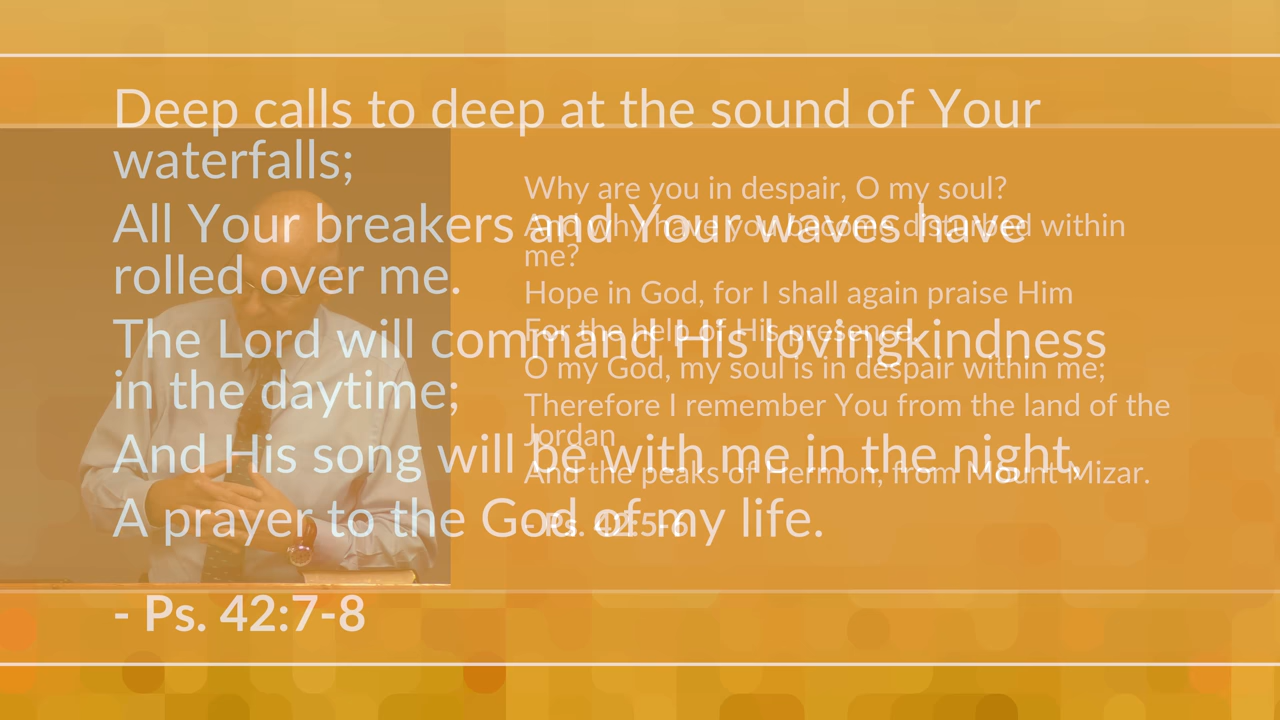 Deep calls to deep at the sound of Your
waterfalls;
All Your breakers and Your waves have
rolled over me.
The Lord will command His lovingkindness
in the daytime;
And His song will be with me in the night,
A prayer to the God of my life.
- Ps. 42:7-8
Why are you in despair, O my soul?
And why have you become disturbed within
me?
Hope in God, for I shall again praise Him
For the help of His presence.
O my God, my soul is in despair within me;
Therefore I remember You from the land of the
Jordan
And the peaks of Hermon, from Mount Mizar.
- Ps. 42:5-6